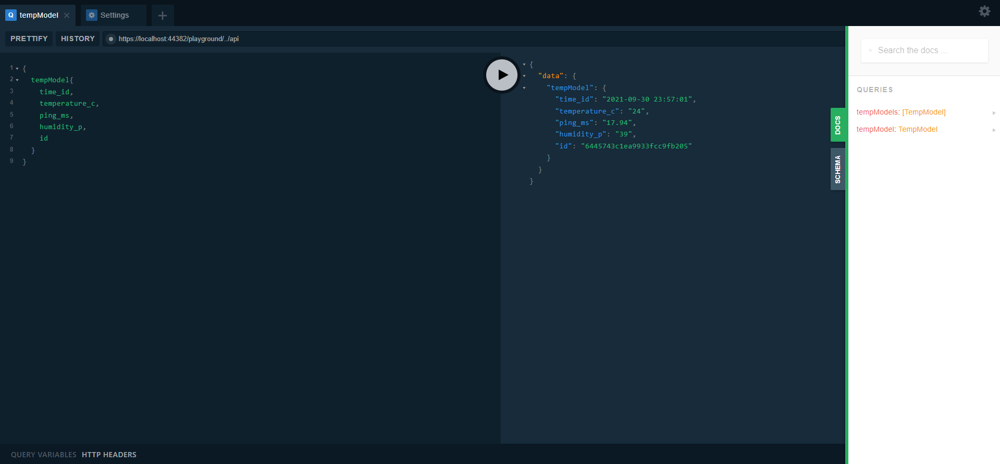 Q tempModel Settings
PRETTIFY HISTORY https://localhost:44382/playground/../api
1 {
2 tempModel{
3 time_id,
4 temperature_c,
5 ping_ms,
6 humidity_p,
7 id
8 }
9 }
{
"data": {
"tempModel": {
"time_id": "2021-09-30 23:57:01",
"temperature_c": "24",
"ping_ms": "17.94",
"humidity_p": "39",
"id": "6445743c1ea9933fcc9fb205"
}
}
}
DOCS
SCHEMA
Search the docs ...
QUERIES
tempModels: [TempModel]
tempModel: TempModel
QUERY VARIABLES HTTP HEADERS